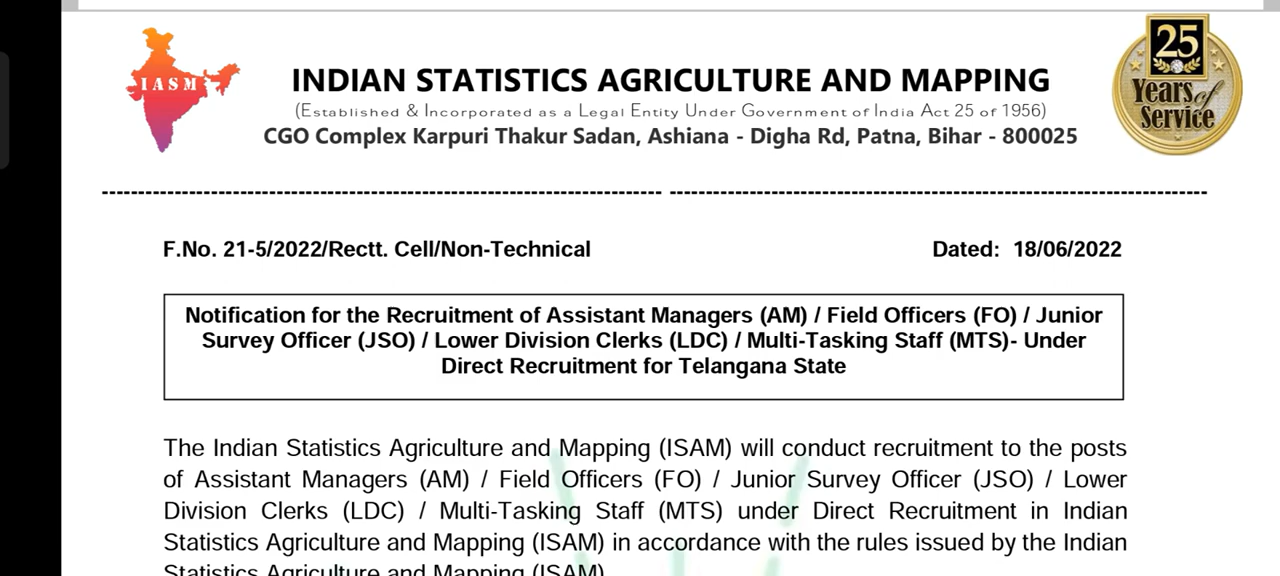 IASM
INDIAN STATISTICS AGRICULTURE AND MAPPING
(Established & Incorporated as a Legal Entity Under Government of India Act 25 of 1956)
CGO Complex Karpuri Thakur Sadan, Ashiana - Digha Rd, Patna, Bihar - 800025
25
Years of
Service
F.No. 21-5/2022/Rectt. Cell/Non-Technical
Dated: 18/06/2022
Notification for the Recruitment of Assistant Managers (AM) / Field Officers (FO) / Junior
Survey Officer (JSO) / Lower Division Clerks (LDC) / Multi-Tasking Staff (MTS)- Under
Direct Recruitment for Telangana State
The Indian Statistics Agriculture and Mapping (ISAM) will conduct recruitment to the posts
of Assistant Managers (AM) / Field Officers (FO) / Junior Survey Officer (JSO) / Lower
Division Clerks (LDC) / Multi-Tasking Staff (MTS) under Direct Recruitment in Indian
Statistics Agriculture and Mapping (ISAM) in accordance with the rules issued by the Indian
Statistics Agriculture and Mapping (ISAM)